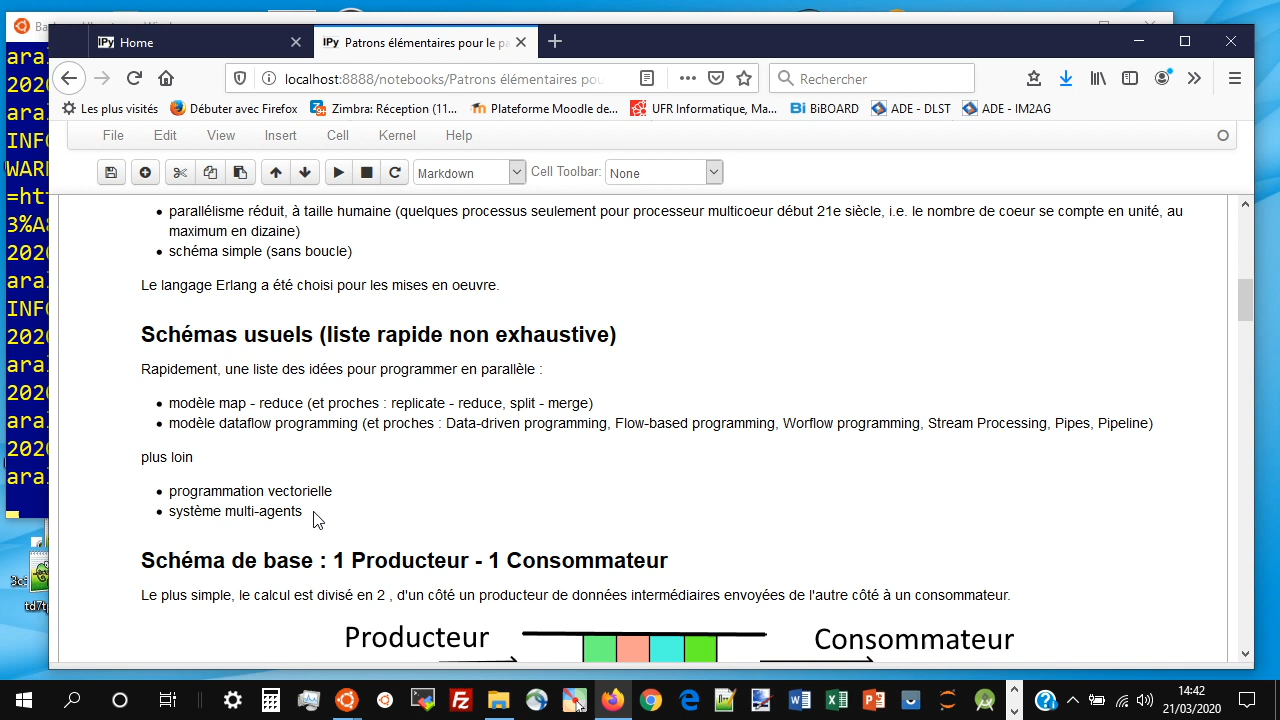 Home
Patrons élémentaires pour le pa
localhost:8888/notebooks/Patrons élémentaires pou
Rechercher
Les plus visités
Débuter avec Firefox
Zimbra: Réception (11...
Plateforme Moodle de...
UFR Informatique, Ma...
BiBOARD
ADE - DLST
ADE - IM2AG
File Edit View Insert Cell Kernel Help
Markdown
Cell Toolbar:
None
parallélisme réduit, à taille humaine (quelques processus seulement pour processeur multicoeur début 21e siècle, i.e. le nombre de coeur se compte en unité, au
maximum en dizaine)
schéma simple (sans boucle)
Le langage Erlang a été choisi pour les mises en oeuvre.
Schémas usuels (liste rapide non exhaustive)
Rapidement, une liste des idées pour programmer en parallèle :
modèle map - reduce (et proches : replicate - reduce, split - merge)
modèle dataflow programming (et proches : Data-driven programming, Flow-based programming, Worflow programming, Stream Processing, Pipes, Pipeline)
plus loin
programmation vectorielle
système multi-agents
Schéma de base : 1 Producteur - 1 Consommateur
Le plus simple, le calcul est divisé en 2 , d'un côté un producteur de données intermédiaires envoyées de l'autre côté à un consommateur.
Producteur
Consommateur
14:42
21/03/2020